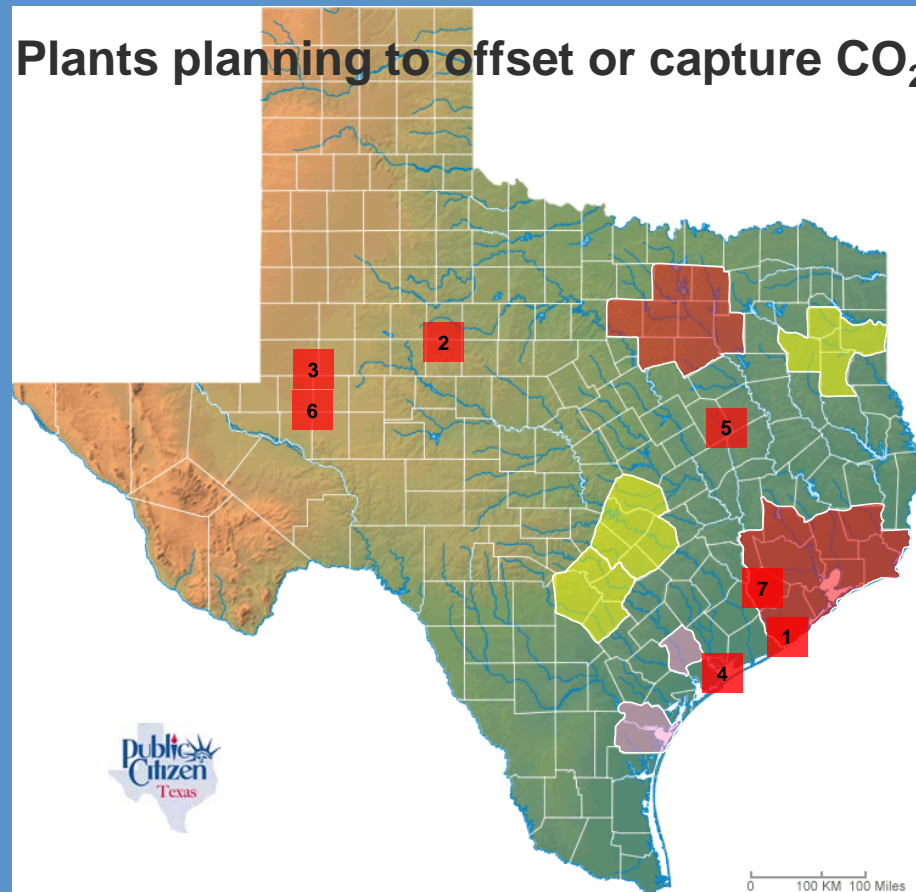 Plants planning to offset or capture CO₂
2
3
6
5
7
1
4
Public
Citizen
Texas
0 100 KM 100 Miles